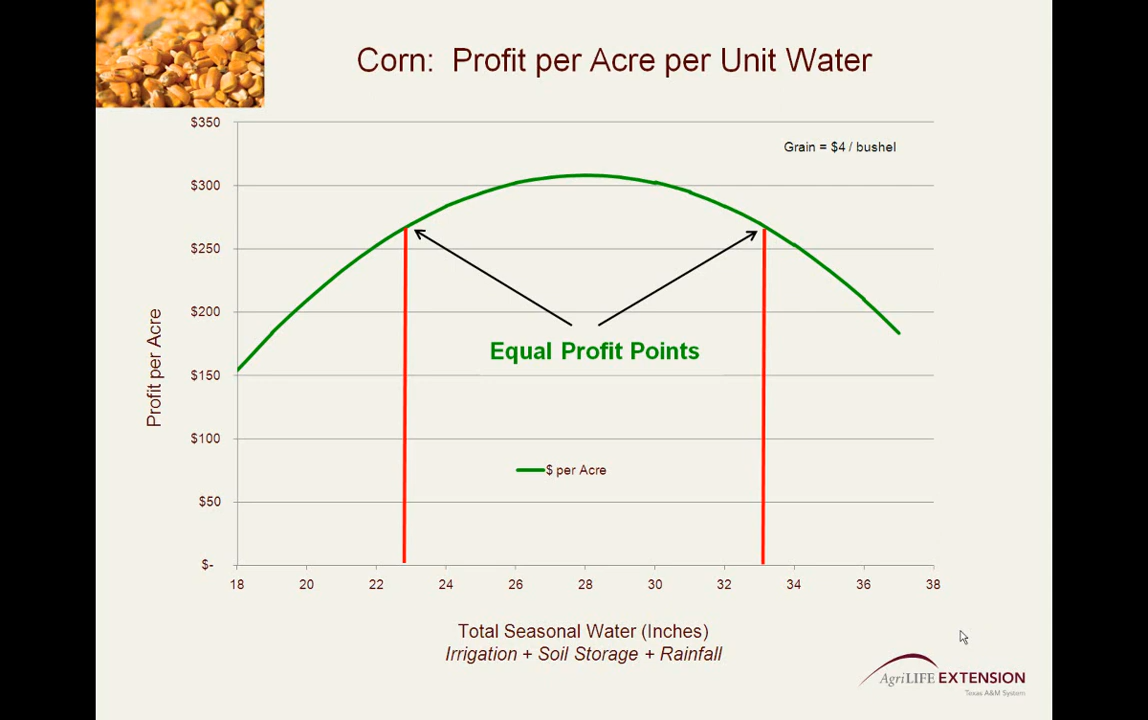 Corn: Profit per Acre per Unit Water
$350
Grain = $4 / bushel
$300
$250
$200
Equal Profit Points
$150
$100
$ per Acre
$50
$-
Profit per Acre
18 20 22 24 26 28 30 32 34 36 38
Total Seasonal Water (Inches)
Irrigation + Soil Storage + Rainfall
AgriLIFE EXTENSION
Texas A&M System